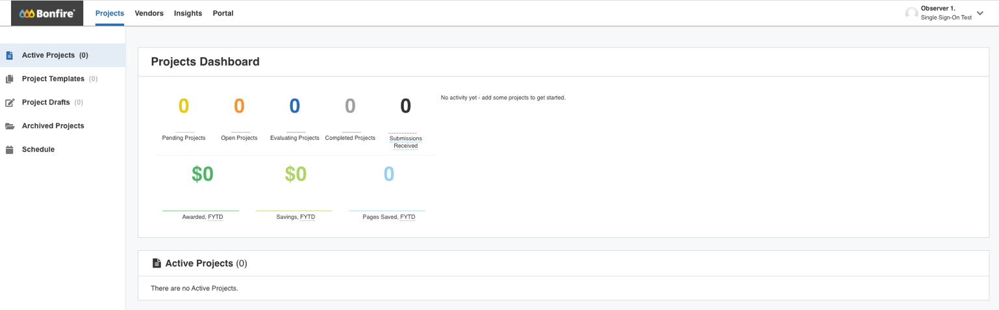 Bonfire® Projects Vendors Insights Portal Observer 1.
Single Sign-On Test
Active Projects (0)
Project Templates (0)
Project Drafts (0)
Archived Projects
Schedule
Projects Dashboard
0 0 0 0 0
Pending Projects Open Projects Evaluating Projects Completed Projects Submissions
Received
No activity yet - add some projects to get started.
$0 $0 0
Awarded, FYTD Savings, FYTD Pages Saved, FYTD
Active Projects (0)
There are no Active Projects.